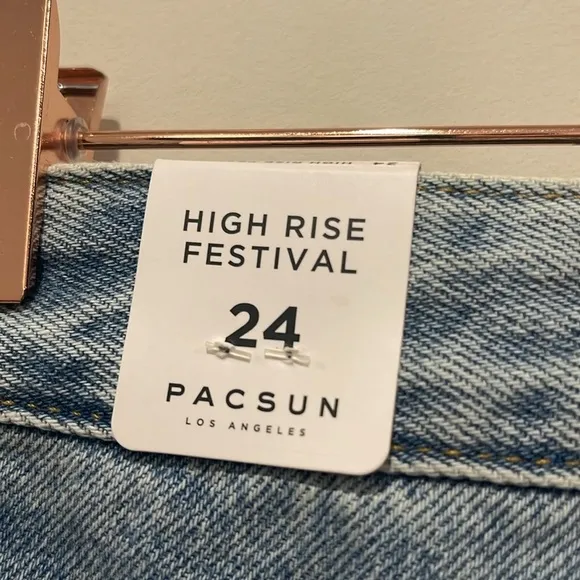 HIGH RISE
FESTIVAL
24
PACSUN
LOS ANGELES